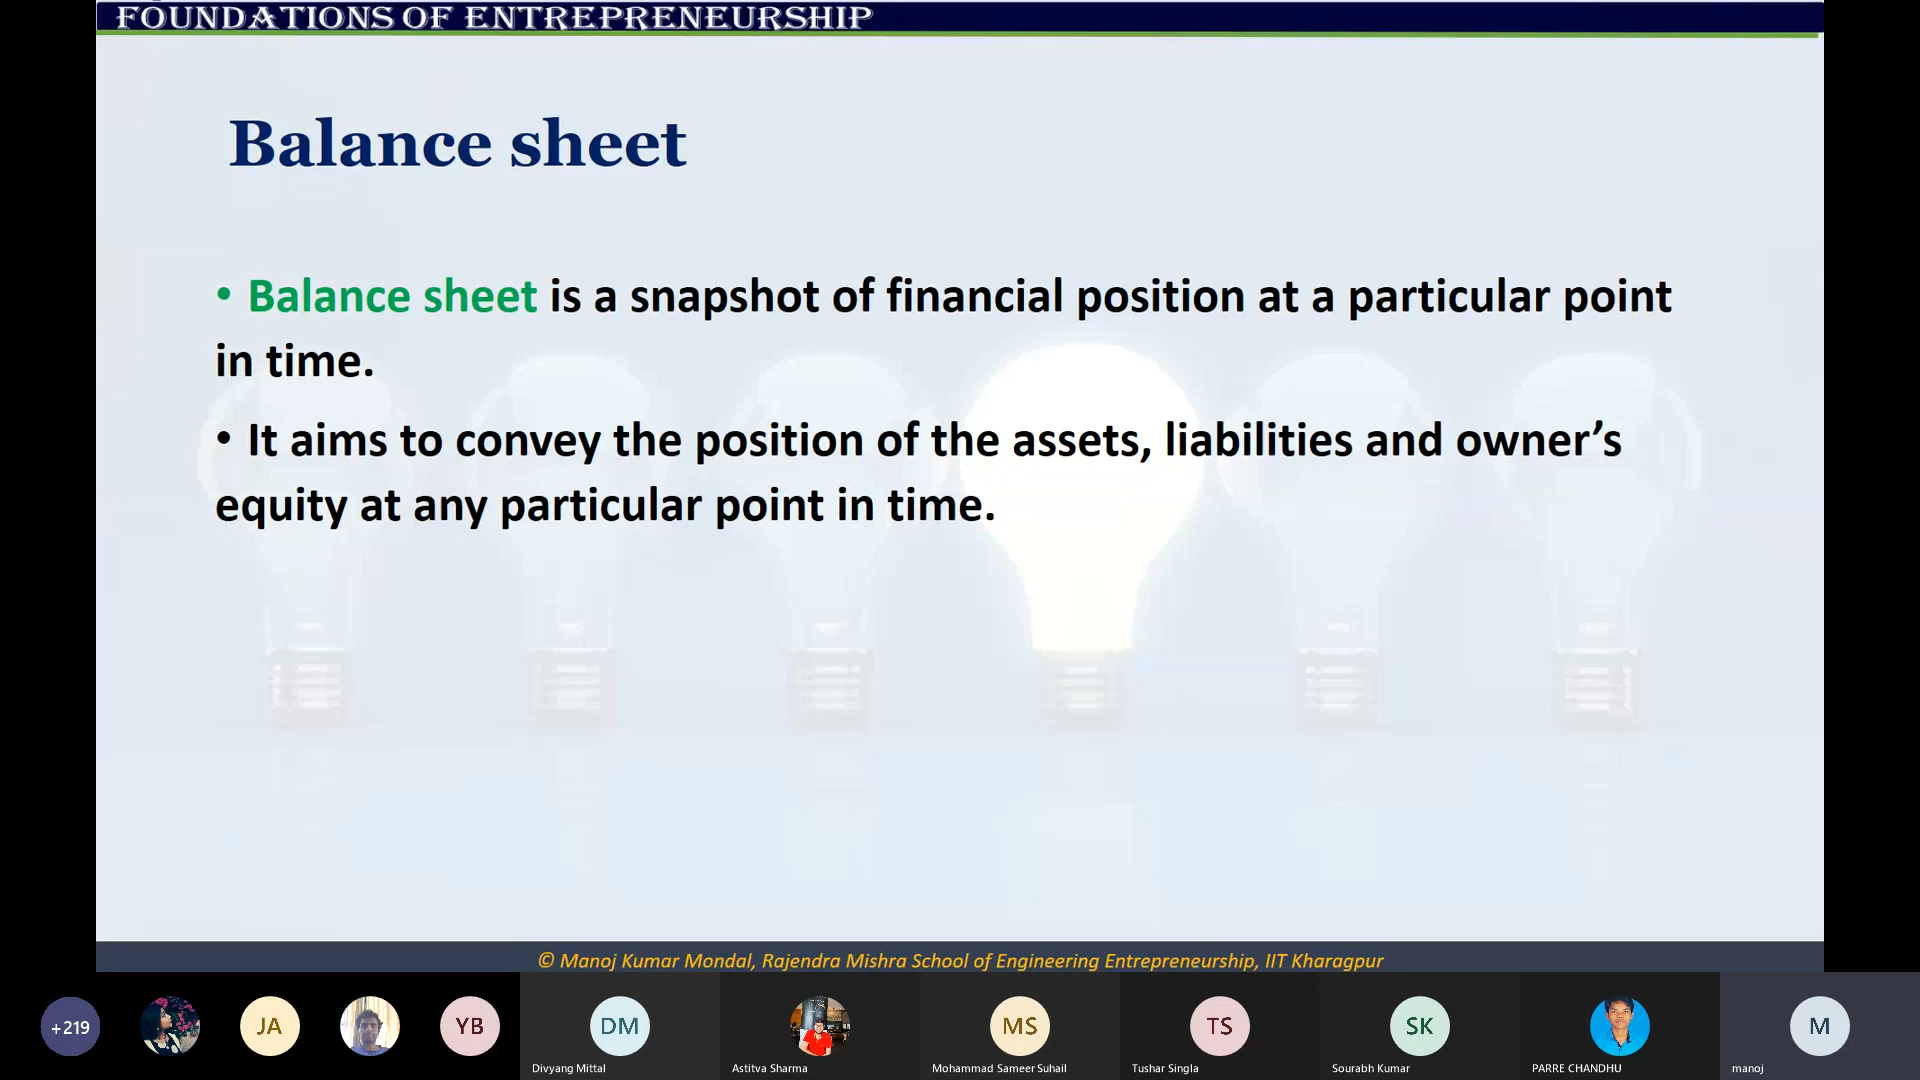 FOUNDATIONS OF ENTREPRENEURSHIP
Balance sheet
• Balance sheet is a snapshot of financial position at a particular point
in time.
• It aims to convey the position of the assets, liabilities and owner’s
equity at any particular point in time.
© Manoj Kumar Mondal, Rajendra Mishra School of Engineering Entrepreneurship, IIT Kharagpur
+219 JA YB DM MS TS SK M
Divyang Mittal Astitva Sharma Mohammad Sameer Suhail Tushar Singla Sourabh Kumar PARRE CHANDHU manoj